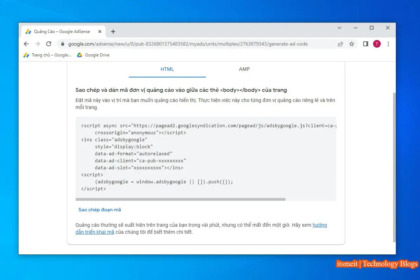 Quảng Cáo – Google AdSense
google.com/adsense/new/u/0/pub-0326801375583382/myads/units/multiplex/2763979343/generate-ad-code
Trang chủ
Google AdSense
HTML
AMP
Sao chép và dán mã đơn vị quảng cáo vào giữa các thẻ <body></body> của trang
Đặt mã này vào vị trí mà bạn muốn quảng cáo hiển thị. Thực hiện việc này cho từng đơn vị quảng cáo riêng lẻ và trên
mỗi trang.
<script async src="https://pagead2.googlesyndication.com/pagead/js/adsbygoogle.js?client=ca-
crossorigin="anonymous"></script>
<ins class="adsbygoogle"
style="display:block"
data-ad-format="autorelaxed"
data-ad-client="ca-pub-xxxxxxxxx"
data-ad-slot="xxxxxxxxx"></ins>
<script>
(adsbygoogle = window.adsbygoogle || []).push({});
</script>
Sao chép đoạn mã
Quảng cáo thường sẽ xuất hiện trên trang của bạn trong vài phút, nhưng có thể mất đến một giờ. Hãy xem hướng
dẫn triển khai mã của chúng tôi để biết thêm chi tiết.
itsmeit | Technology Blogs